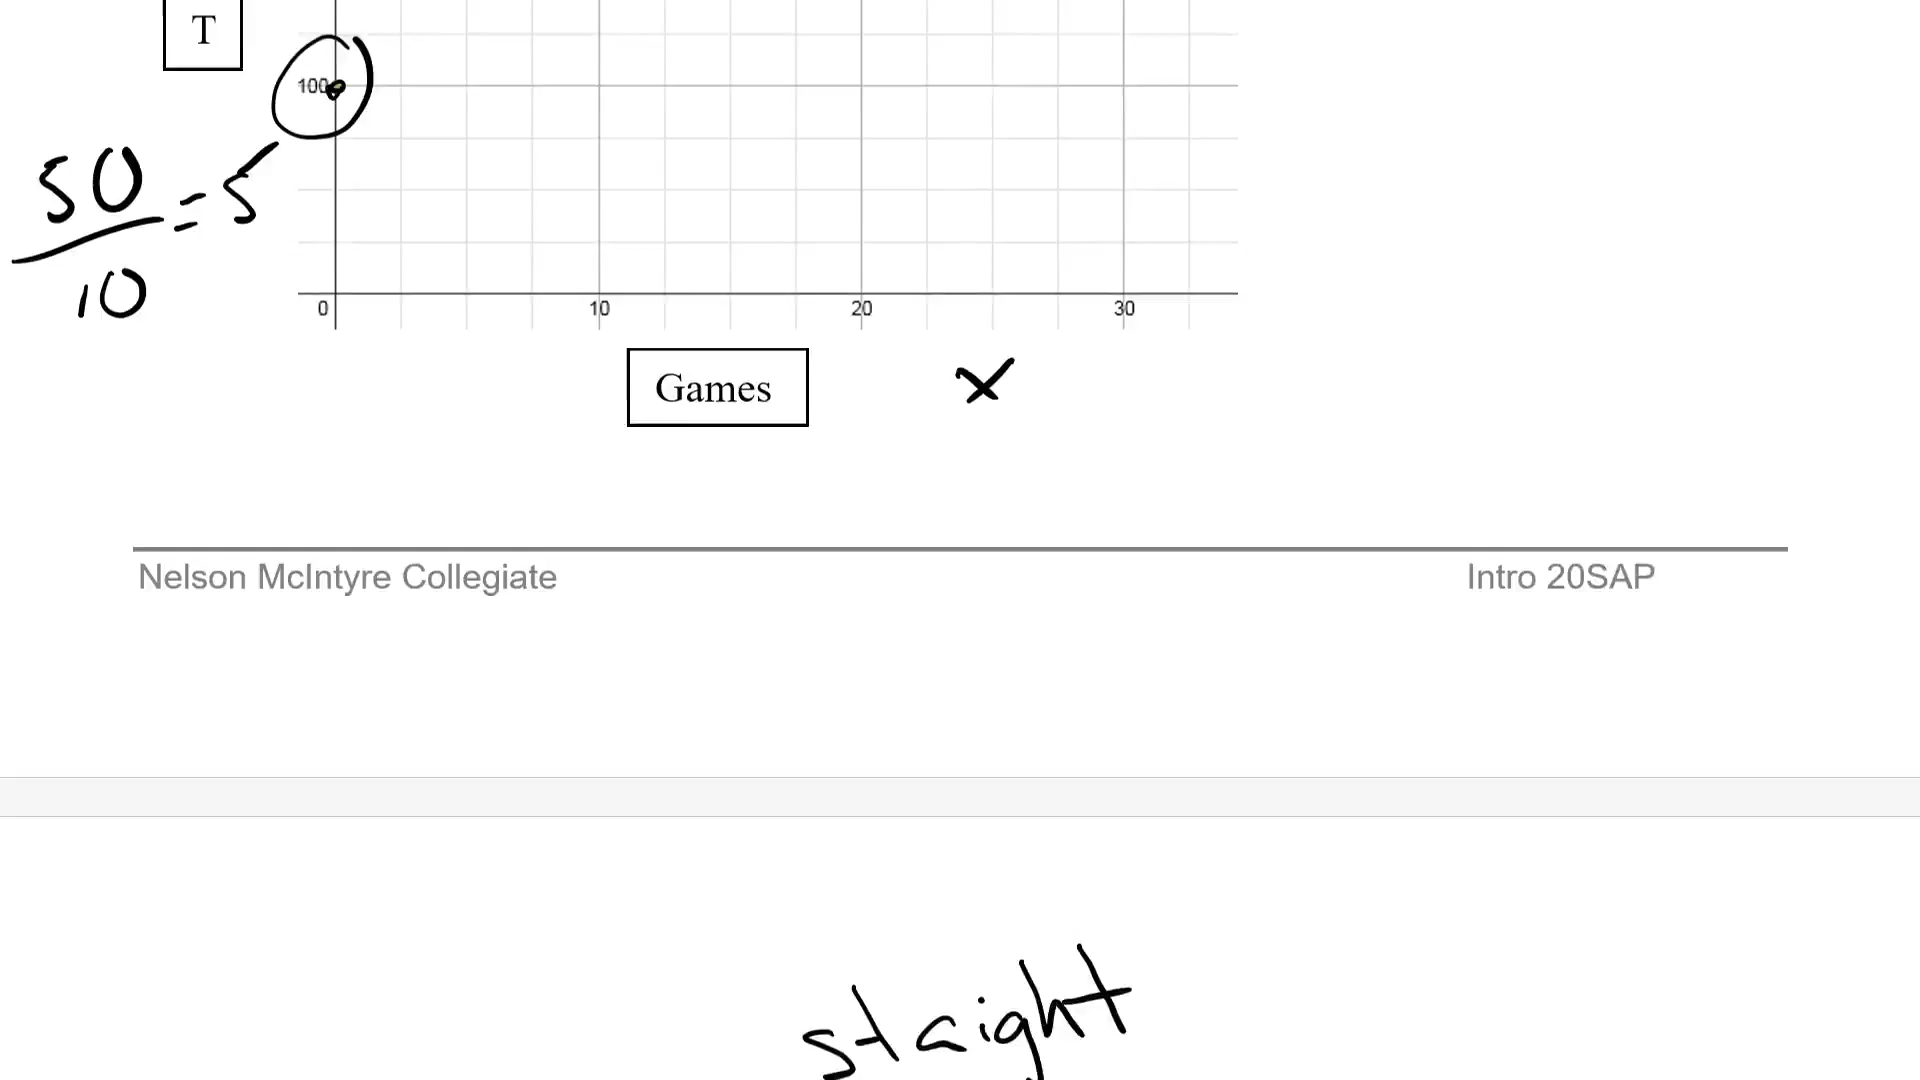 T
100
50
10
= 5
0 10 20 30
Games x
Nelson McIntyre Collegiate Intro 20SAP
staight